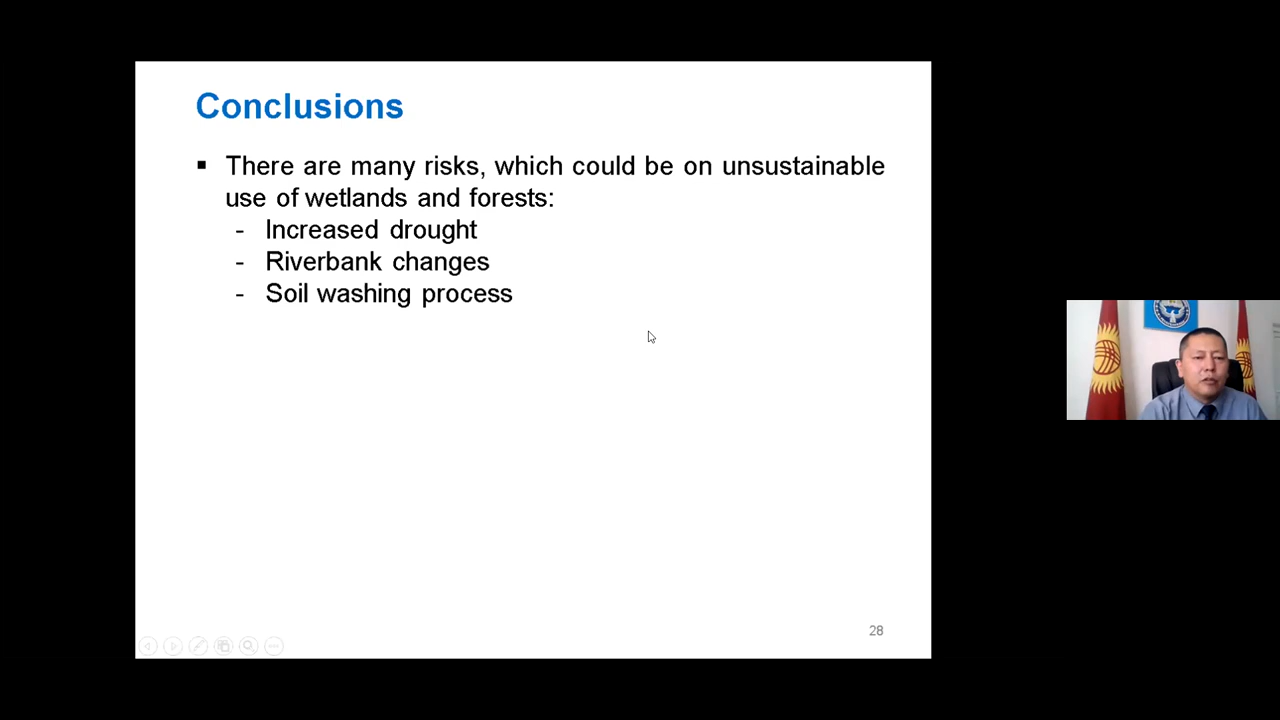 Conclusions
▪ There are many risks, which could be on unsustainable
use of wetlands and forests:
- Increased drought
- Riverbank changes
- Soil washing process
28